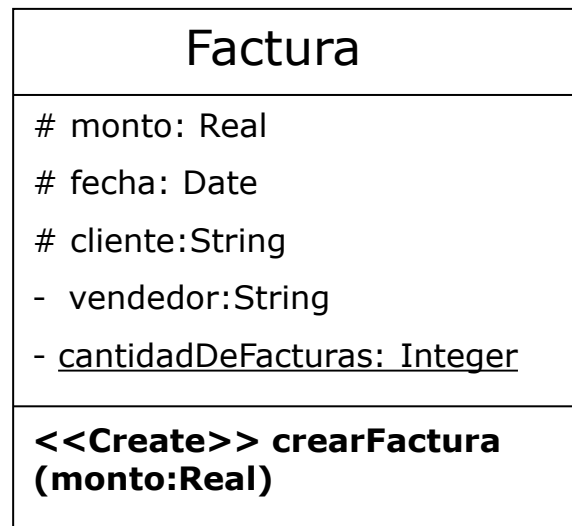 Factura
# monto: Real
# fecha: Date
# cliente:String
- vendedor:String
- cantidadDeFacturas: Integer
<<Create>> crearFactura
(monto:Real)